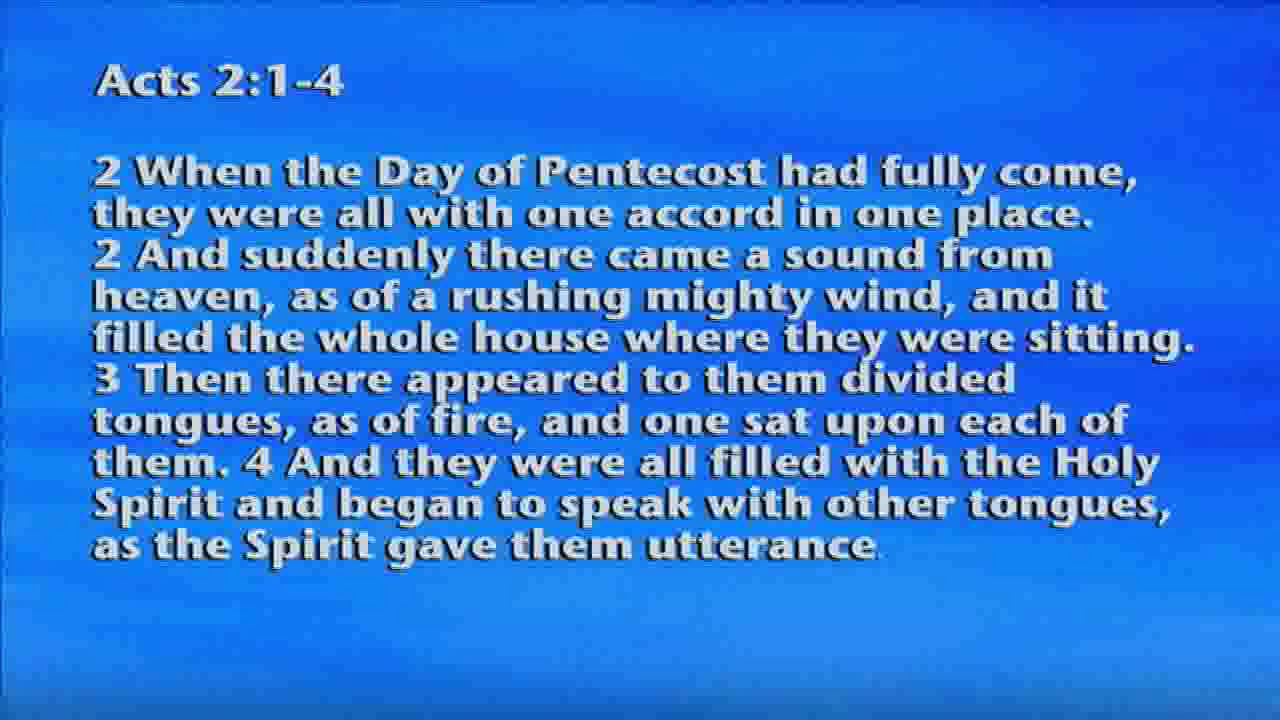 Acts 2:1-4
2 When the Day of Pentecost had fully come,
they were all with one accord in one place.
2 And suddenly there came a sound from
heaven, as of a rushing mighty wind, and it
filled the whole house where they were sitting.
3 Then there appeared to them divided
tongues, as of fire, and one sat upon each of
them. 4 And they were all filled with the Holy
Spirit and began to speak with other tongues,
as the Spirit gave them utterance.